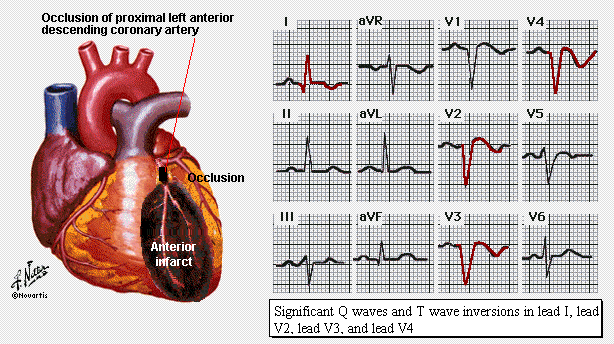 Occlusion of proximal left anterior
descending coronary artery
Occlusion
Anterior
infarct
©Novartis
I
aVR
V1
V4
II
aVL
V2
V5
III
aVF
V3
V6
Significant Q waves and T wave inversions in lead I, lead
V2, lead V3, and lead V4